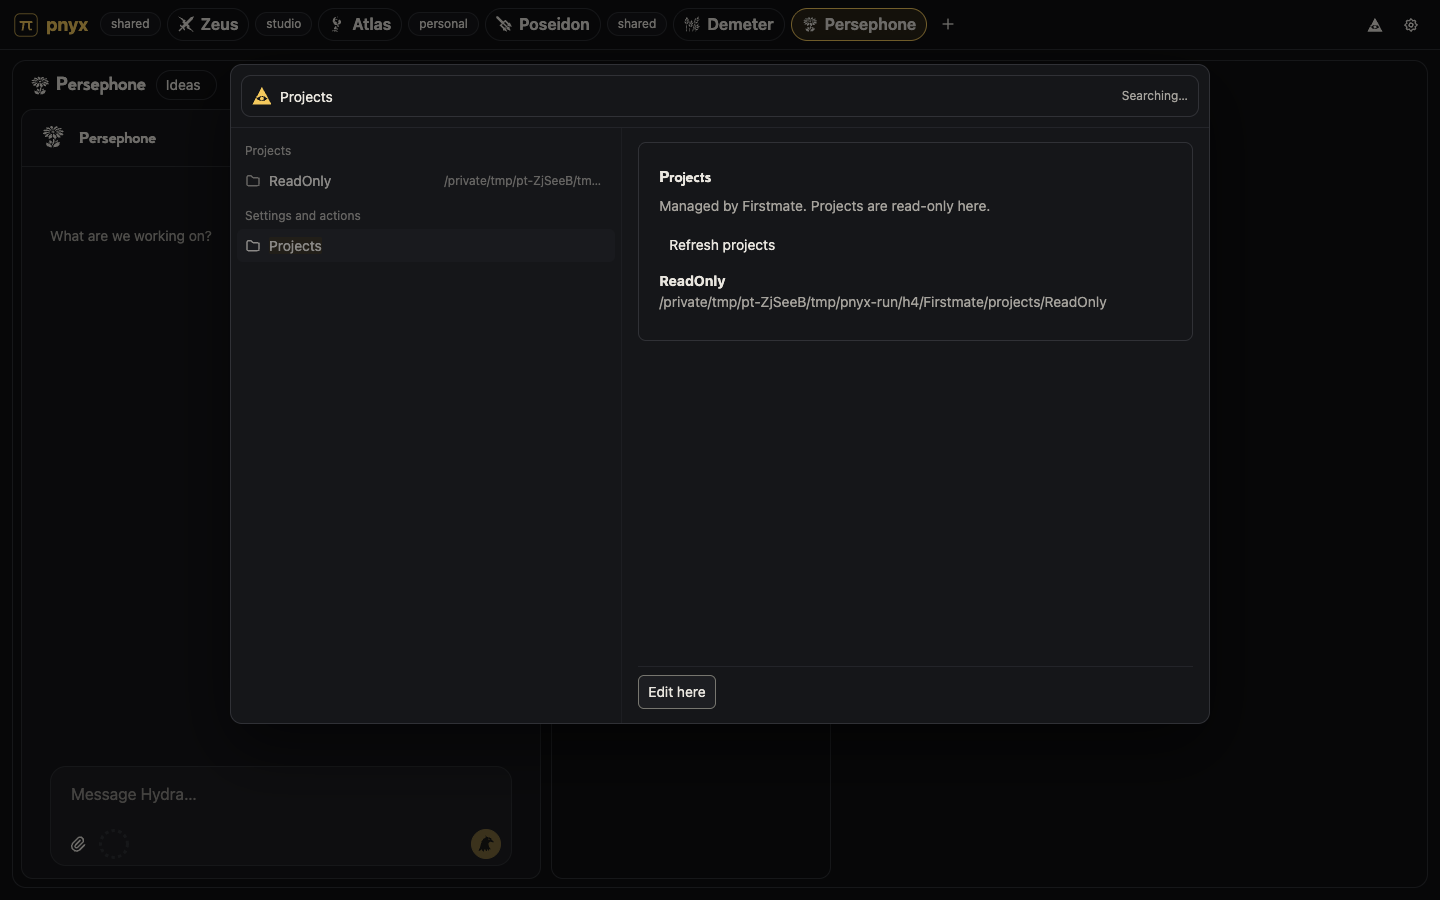 π pnyx shared Zeus studio Atlas personal Poseidon shared Demeter Persephone +
Persephone Ideas
Projects Searching...
Persephone
Projects
ReadOnly /private/tmp/pt-ZjSeeB/tm...
Settings and actions
Projects
What are we working on?
Projects
Managed by Firstmate. Projects are read-only here.
Refresh projects
ReadOnly
/private/tmp/pt-ZjSeeB/tmp/pnyx-run/h4/Firstmate/projects/ReadOnly
Edit here
Message Hydra...